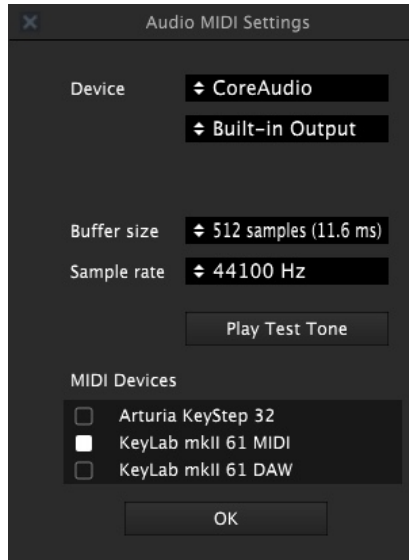 Audio MIDI Settings
Device CoreAudio
Built-in Output
Buffer size 512 samples (11.6 ms)
Sample rate 44100 Hz
Play Test Tone
MIDI Devices
Arturia KeyStep 32
KeyLab mkII 61 MIDI
KeyLab mkII 61 DAW
OK